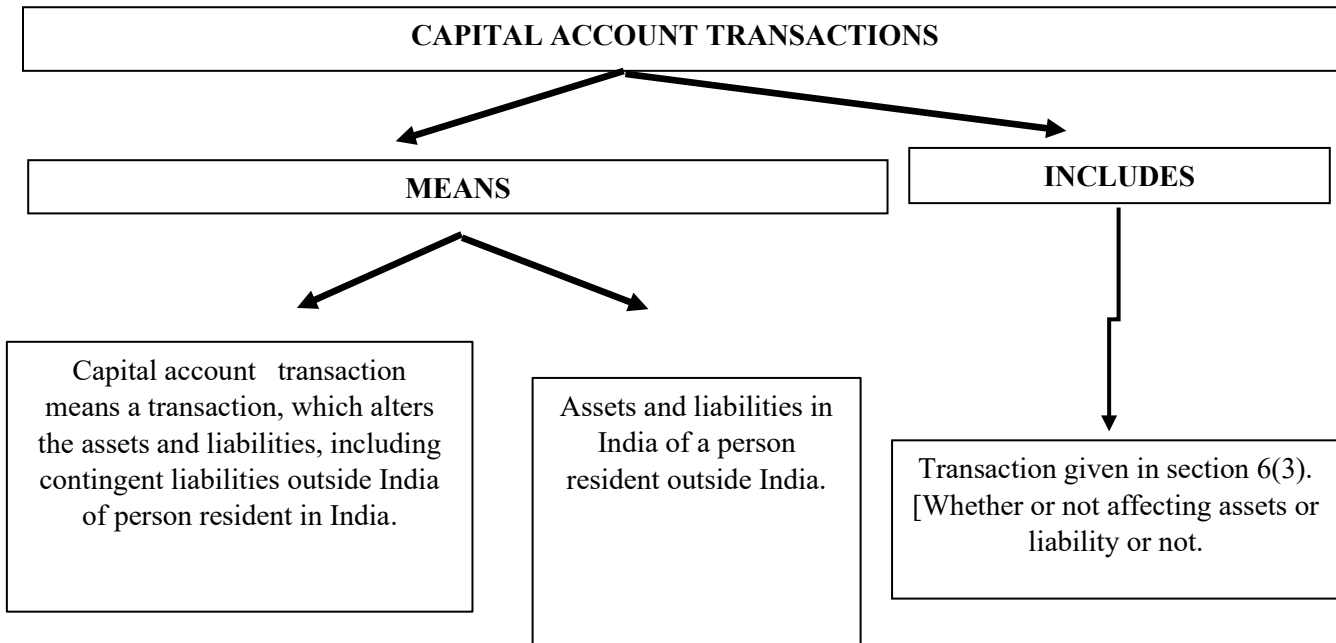 CAPITAL ACCOUNT TRANSACTIONS
MEANS
INCLUDES
Capital account transaction
means a transaction, which alters
the assets and liabilities, including
contingent liabilities outside India
of person resident in India.
Assets and liabilities in
India of a person
resident outside India.
Transaction given in section 6(3).
[Whether or not affecting assets or
liability or not.